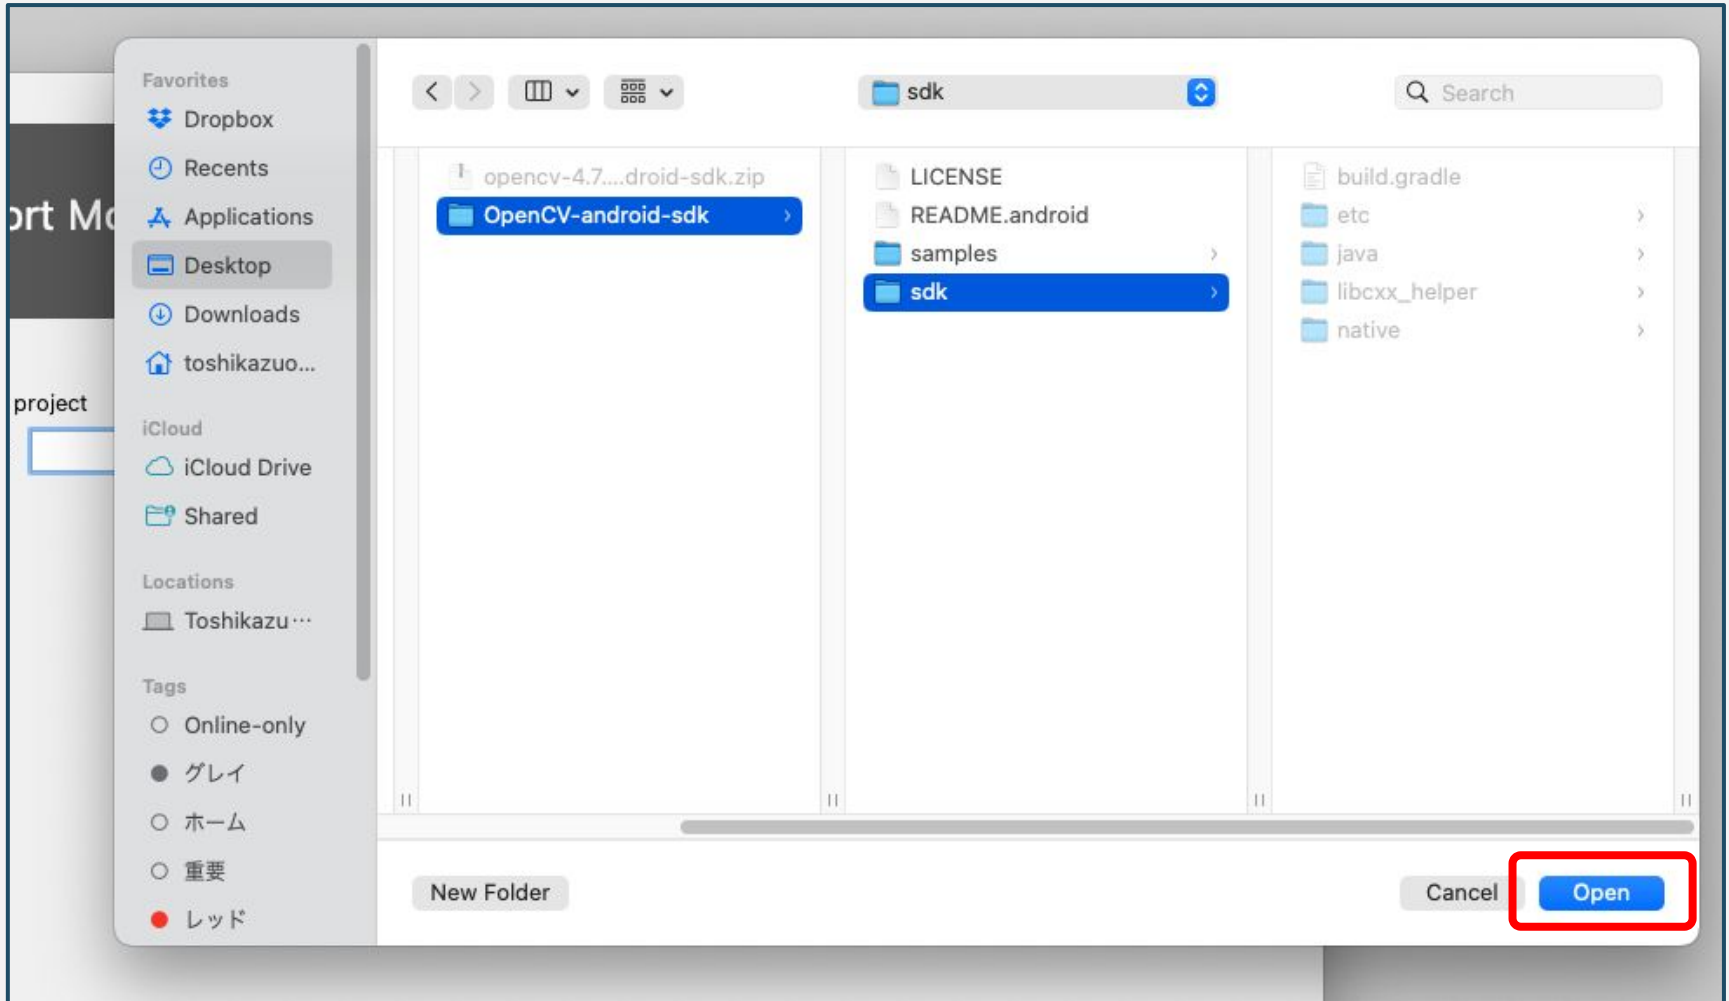 ort Mo
project
Favorites
Dropbox
Recents
Applications
Desktop
Downloads
toshikazuo...
iCloud
iCloud Drive
Shared
Locations
Toshikazu…
Tags
Online-only
グレイ
ホーム
重要
レッド
sdk
Search
opencv-4.7....droid-sdk.zip
OpenCV-android-sdk
LICENSE
README.android
samples
sdk
build.gradle
etc
java
libcxx_helper
native
New Folder
Cancel
Open